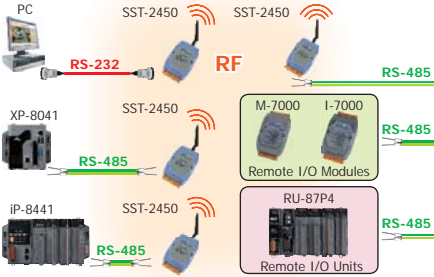 PC
SST-2450
SST-2450
RS-232
RF
RS-485
XP-8041
SST-2450
M-7000
I-7000
RS-485
RS-485
Remote I/O Modules
iP-8441
SST-2450
RU-87P4
RS-485
RS-485
Remote I/O Units